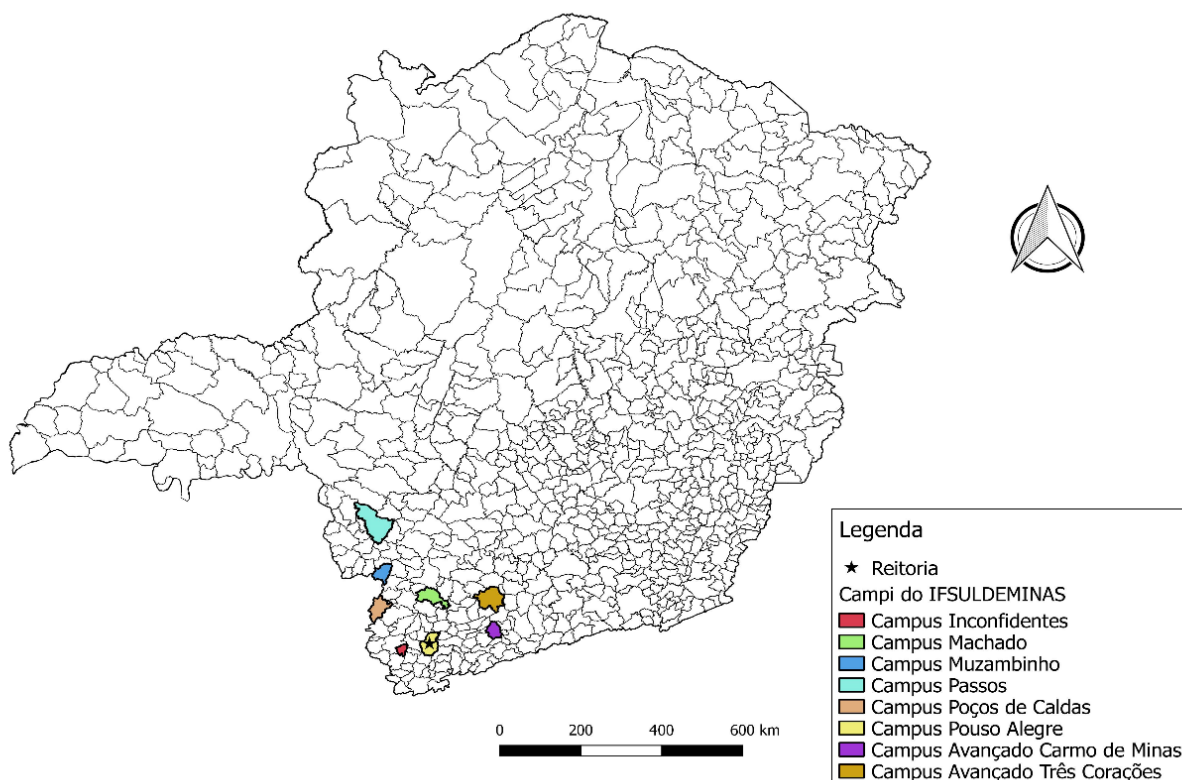 Legenda
Reitoria
Campi do IFSULDEMINAS
Campus Inconfidentes
Campus Machado
Campus Muzambinho
Campus Passos
Campus Poços de Caldas
Campus Pouso Alegre
Campus Avançado Carmo de Minas
Campus Avançado Três Corações
0 200 400 600 km